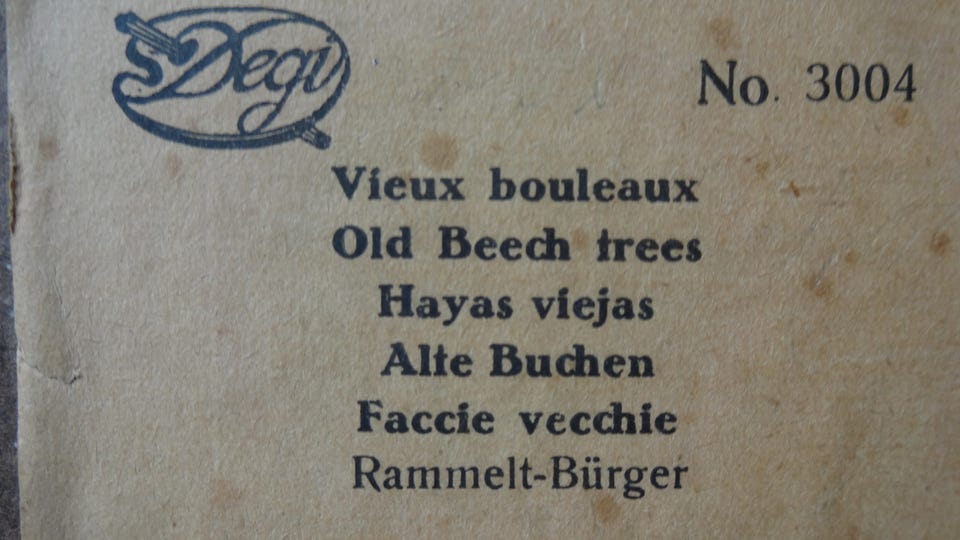 Degi
No. 3004
Vieux bouleaux
Old Beech trees
Hayas viejas
Alte Buchen
Faccie vecchie
Rammelt-Bürger